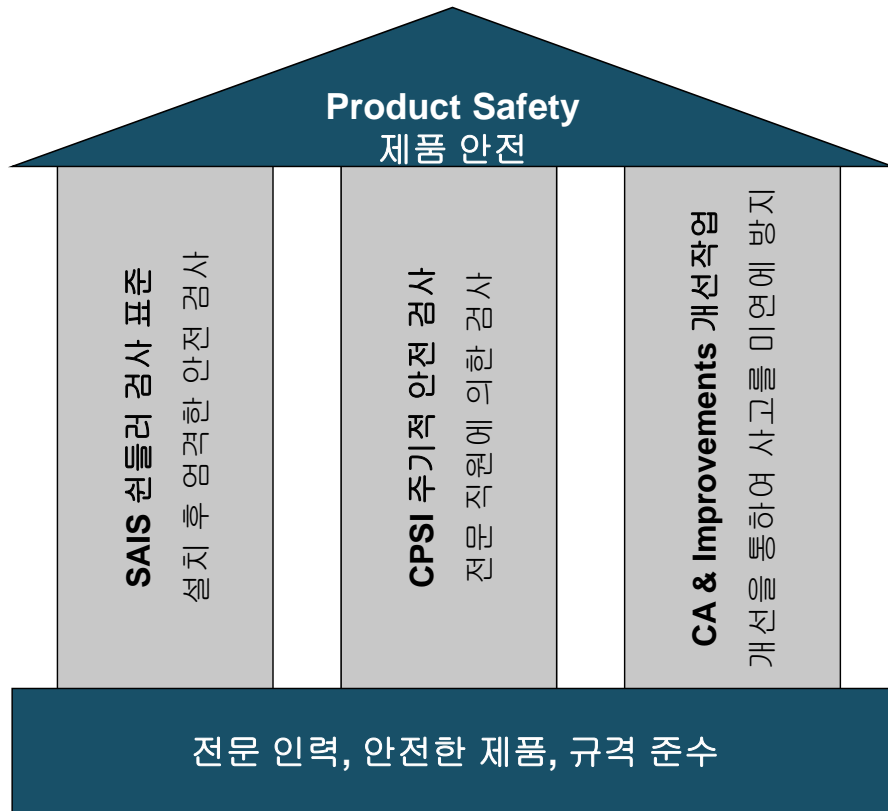 Product Safety
제품 안전
SAIS 쉰들러 검사 표준
설치 후 엄격한 안전 검사
CPSI 주기적 안전 검사
전문 직원에 의한 검사
CA & Improvements 개선작업
개선을 통하여 사고를 미연에 방지
전문 인력, 안전한 제품, 규격 준수